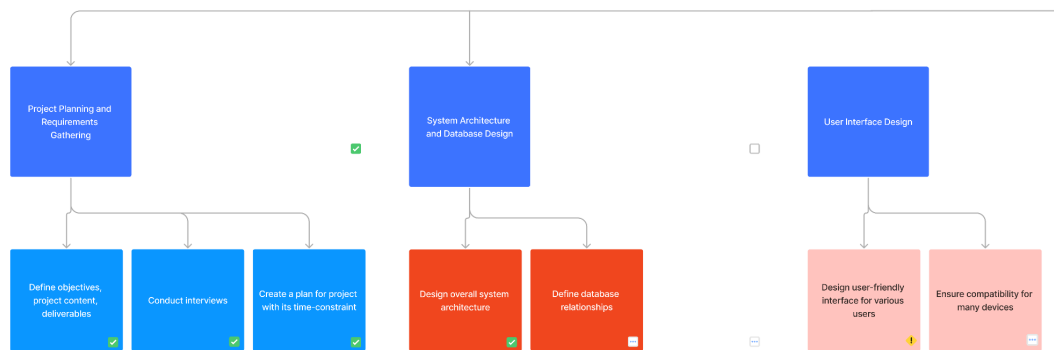 Project Planning and
Requirements
Gathering
System Architecture
and Database Design
User Interface Design
Define objectives,
project content,
deliverables
Conduct interviews
Create a plan for project
with its time-constraint
Design overall system
architecture
Define database
relationships
Design user-friendly
interface for various
users
Ensure compatibility for
many devices